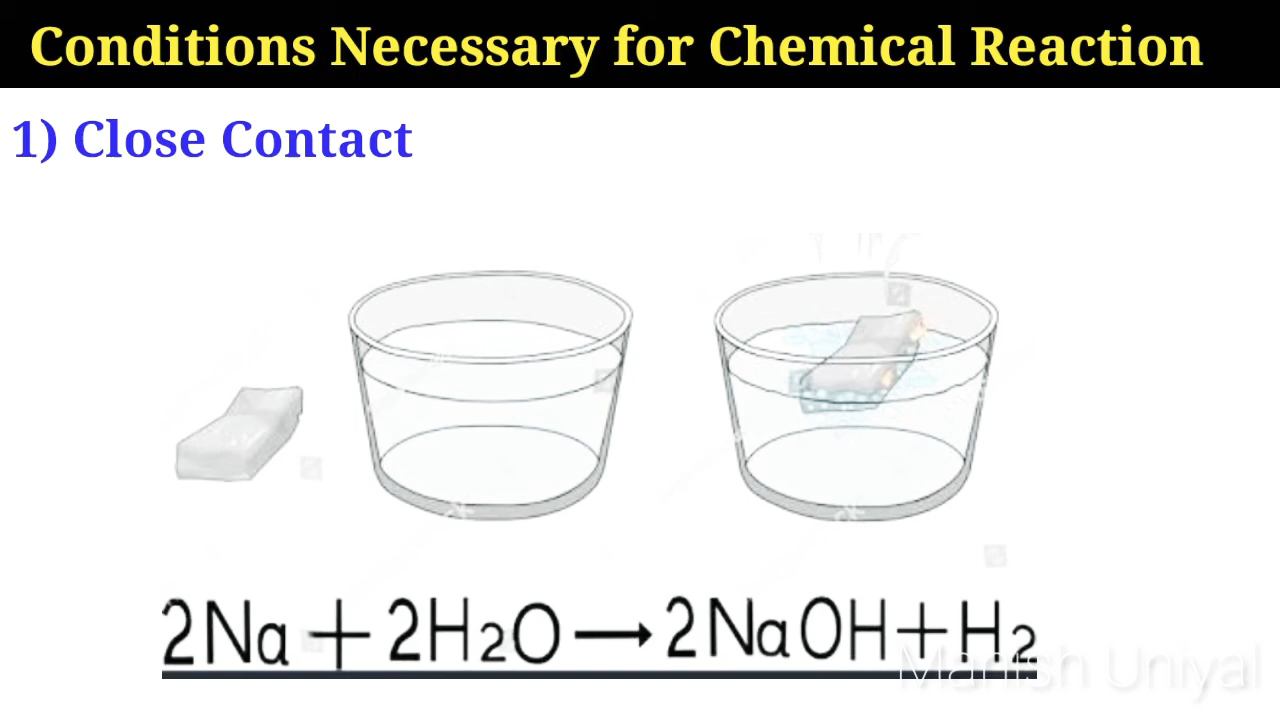 Conditions Necessary for Chemical Reaction
1) Close Contact
2Na + 2H2O → 2NaOH + H2
Manish Uniyal